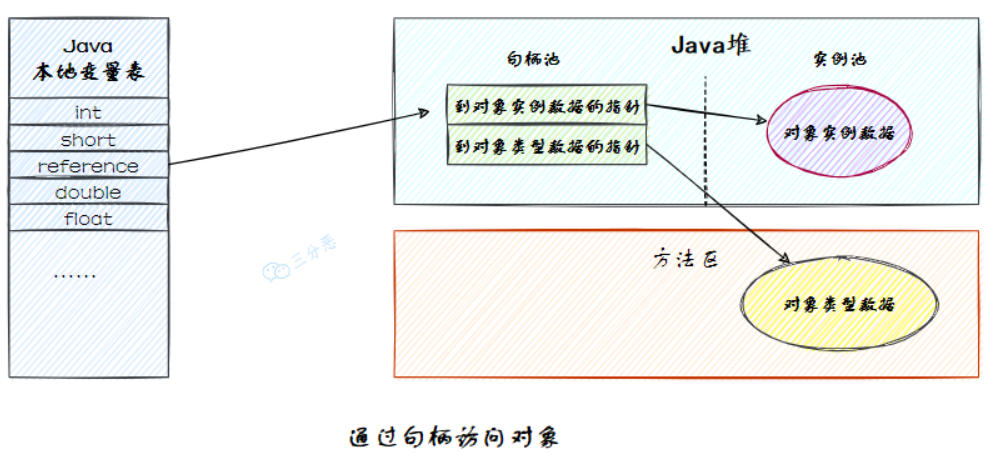 Java
本地变量表
int
short
reference
double
float
......
Java堆
句柄池
实例池
到对象实例数据的指针
到对象类型数据的指针
对象实例数据
方法区
对象类型数据
三分恶
通过句柄访问对象